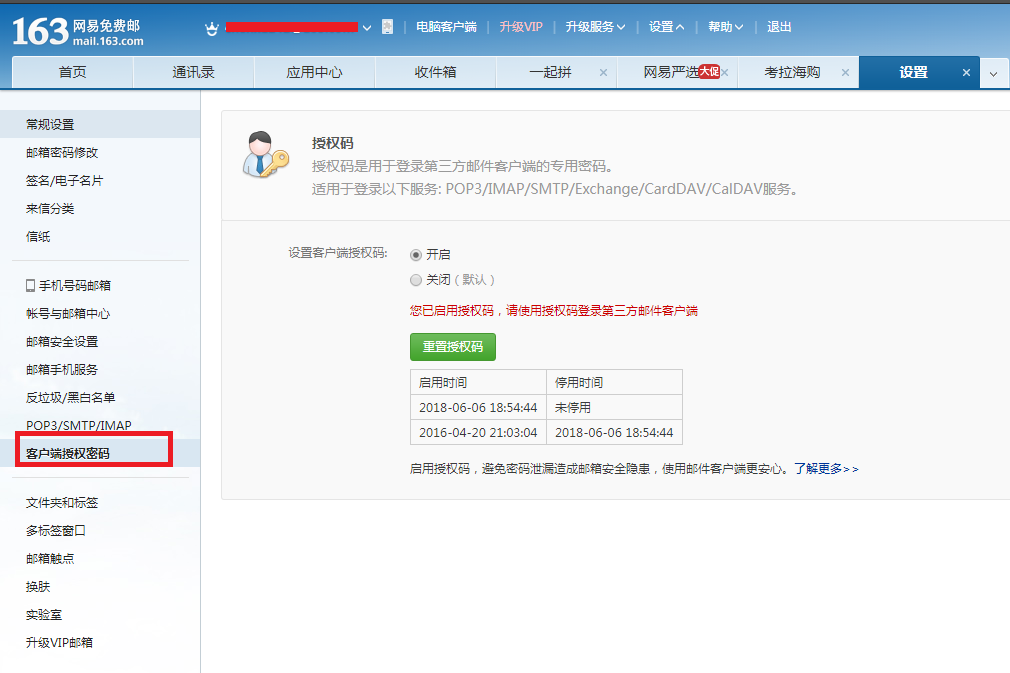 163 网易免费邮
mail.163.com
电脑客户端 升级VIP 升级服务 设置 帮助 退出
首页 通讯录 应用中心 收件箱 一起拼 网易严选 大促 考拉海购 设置
常规设置
邮箱密码修改
签名/电子名片
来信分类
信纸
手机号码邮箱
帐号与邮箱中心
邮箱安全设置
邮箱手机服务
反垃圾/黑白名单
POP3/SMTP/IMAP
客户端授权密码
文件夹和标签
多标签窗口
邮箱触点
换肤
实验室
升级VIP邮箱
授权码
授权码是用于登录第三方邮件客户端的专用密码。
适用于登录以下服务: POP3/IMAP/SMTP/Exchange/CardDAV/CalDAV服务。
设置客户端授权码: 开启
关闭（默认）
您已启用授权码，请使用授权码登录第三方邮件客户端
重置授权码
启用时间 停用时间
2018-06-06 18:54:44 未停用
2016-04-20 21:03:04 2018-06-06 18:54:44
启用授权码，避免密码泄漏造成邮箱安全隐患，使用邮件客户端更安心。了解更多>>